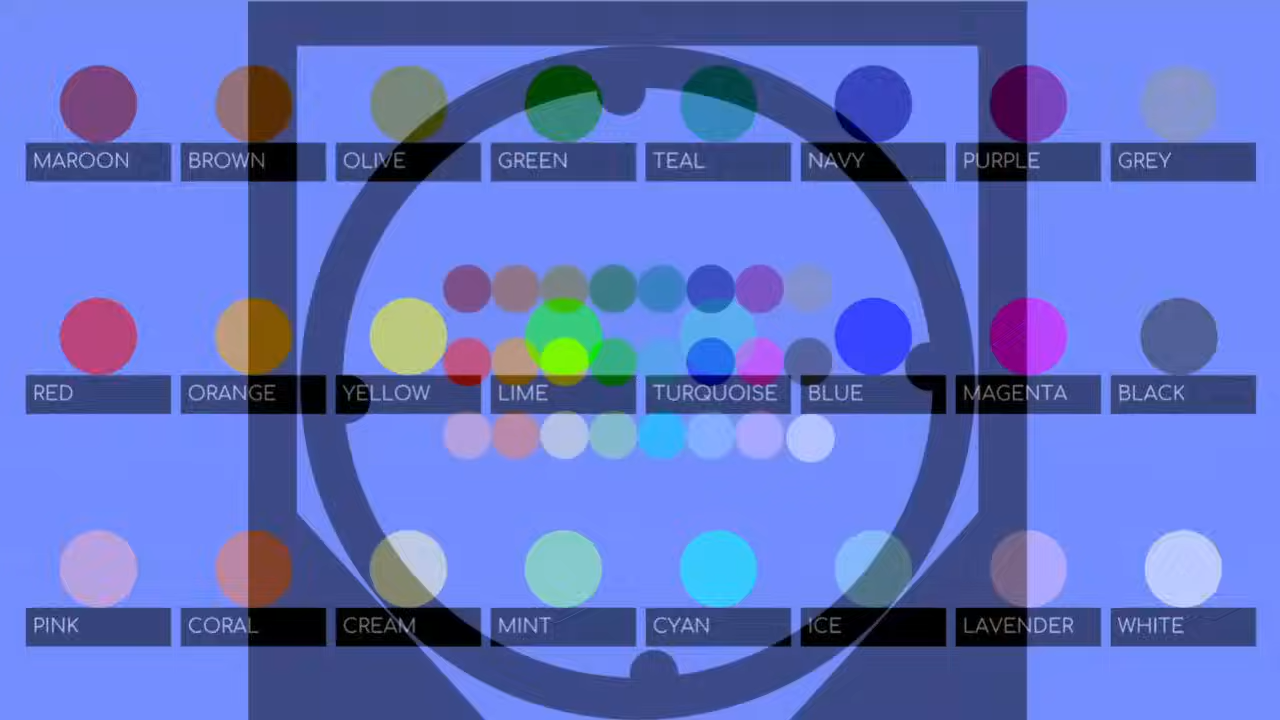 MAROON BROWN OLIVE GREEN TEAL NAVY PURPLE GREY
RED ORANGE YELLOW LIME TURQUOISE BLUE MAGENTA BLACK
PINK CORAL CREAM MINT CYAN ICE LAVENDER WHITE